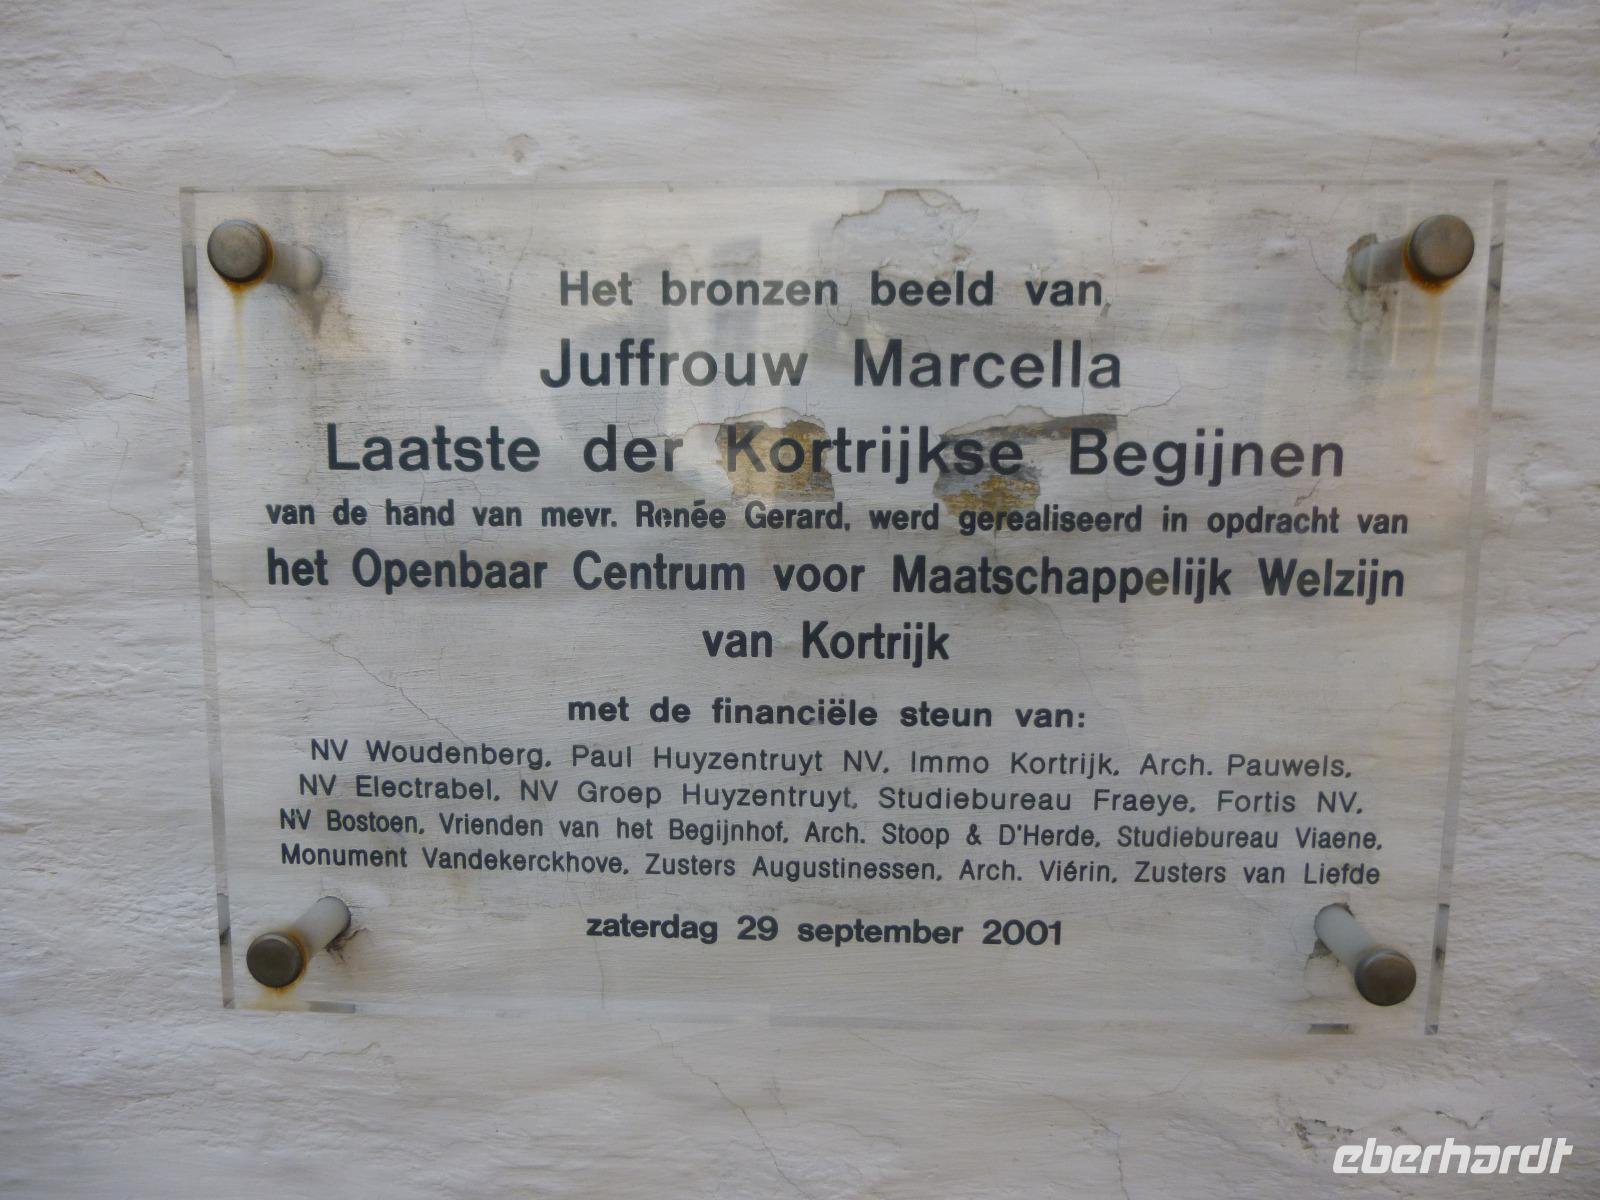 Het bronzen beeld van
Juffrouw Marcella
Laatste der Kortrijkse Begijnen
van de hand van mevr. Renée Gerard, werd gerealiseerd in opdracht van
het Openbaar Centrum voor Maatschappelijk Welzijn
van Kortrijk
met de financiële steun van:
NV Woudenberg, Paul Huyzentruyt NV, Immo Kortrijk, Arch. Pauwels,
NV Electrabel, NV Groep Huyzentruyt, Studiebureau Fraeye, Fortis NV,
NV Bostoen, Vrienden van het Begijnhof, Arch. Stoop & D'Herde, Studiebureau Viaene,
Monument Vandekerckhove, Zusters Augustinessen, Arch. Viérin, Zusters van Liefde
zaterdag 29 september 2001
eberhardt